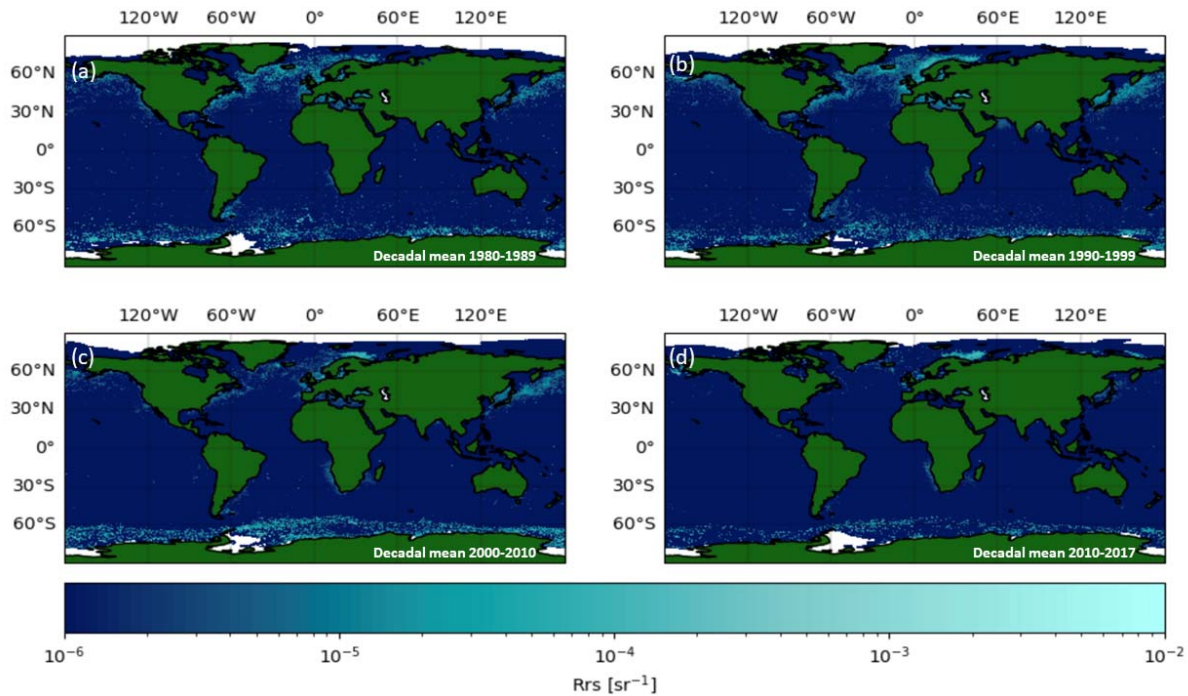 120°W 60°W 0° 60°E 120°E 120°W 60°W 0° 60°E 120°E
(a) (b)
60°N 60°N
30°N 30°N
0° 0°
30°S 30°S
60°S 60°S
Decadal mean 1980-1989 Decadal mean 1990-1999
120°W 60°W 0° 60°E 120°E 120°W 60°W 0° 60°E 120°E
(c) (d)
60°N 60°N
30°N 30°N
0° 0°
30°S 30°S
60°S 60°S
Decadal mean 2000-2010 Decadal mean 2010-2017
10⁻⁶ 10⁻⁵ 10⁻⁴ 10⁻³ 10⁻²
Rrs [sr⁻¹]